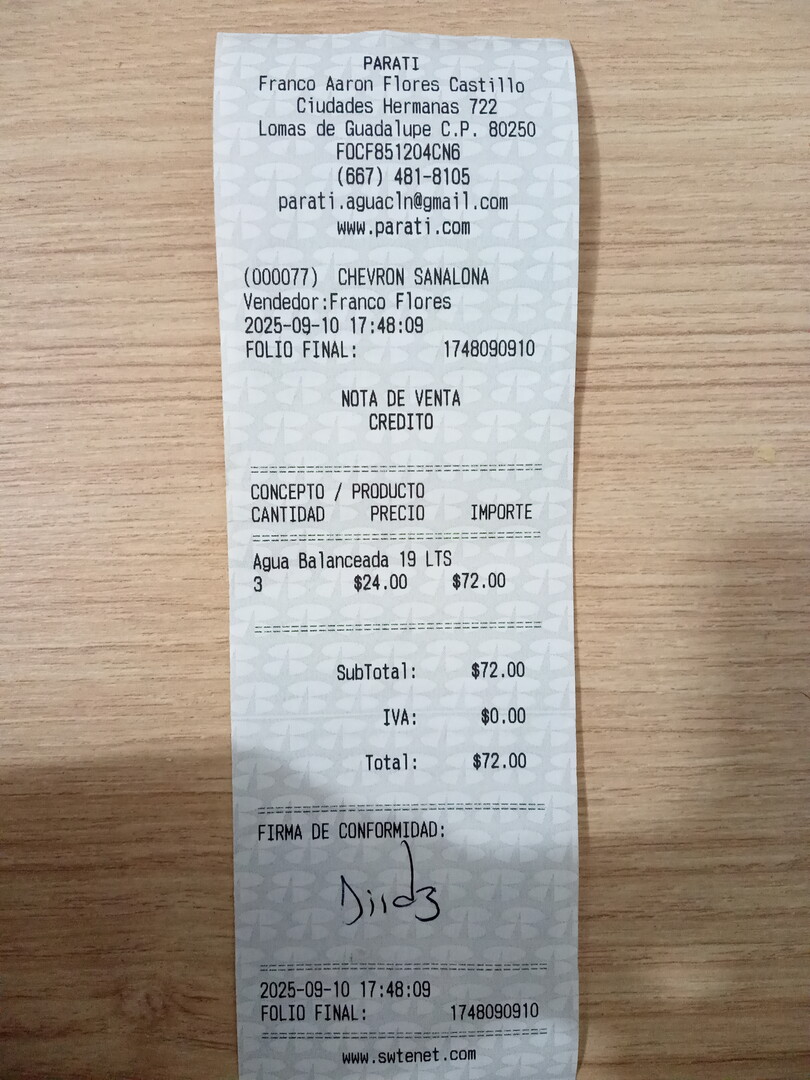 PARATI
Franco Aaron Flores Castillo
Ciudades Hermanas 722
Lomas de Guadalupe C.P. 80250
FOCF851204CN6
(667) 481-8105
parati.aguacln@gmail.com
www.parati.com
(000077) CHEVRON SANALONA
Vendedor:Franco Flores
2025-09-10 17:48:09
FOLIO FINAL: 1748090910
NOTA DE VENTA
CREDITO
CONCEPTO / PRODUCTO
CANTIDAD PRECIO IMPORTE
Agua Balanceada 19 LTS
3 $24.00 $72.00
SubTotal: $72.00
IVA: $0.00
Total: $72.00
FIRMA DE CONFORMIDAD:
2025-09-10 17:48:09
FOLIO FINAL: 1748090910
www.swtenet.com